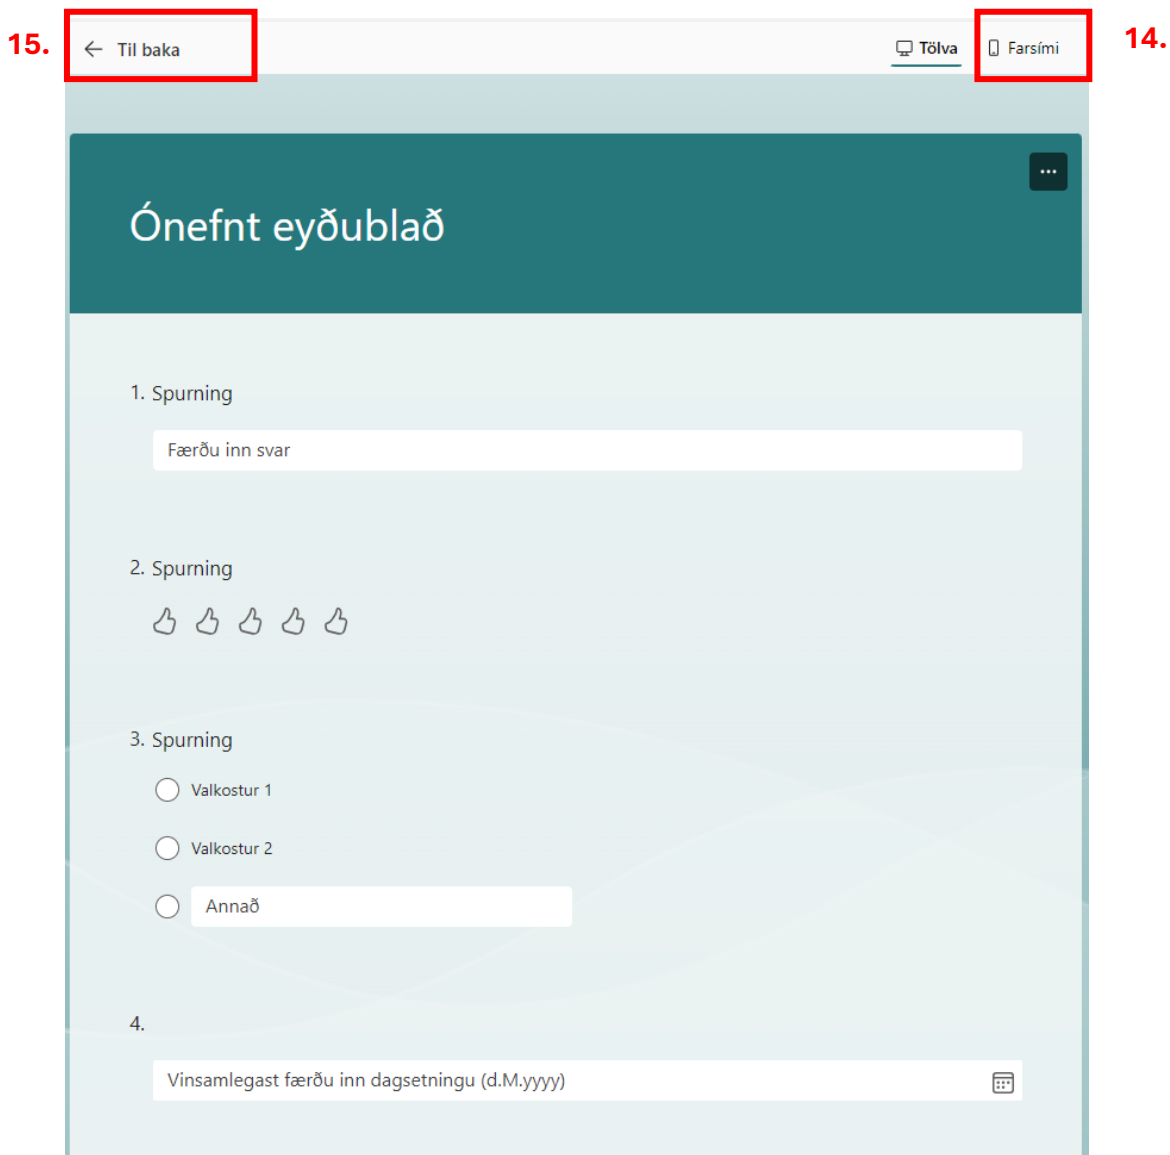 15.
Til baka
Tölva
Farsími
14.
Ónefnt eyðublað
1. Spurning
Færðu inn svar
2. Spurning
3. Spurning
Valkostur 1
Valkostur 2
Annað
4.
Vinsamlegast færðu inn dagsetningu (d.M.yyyy)